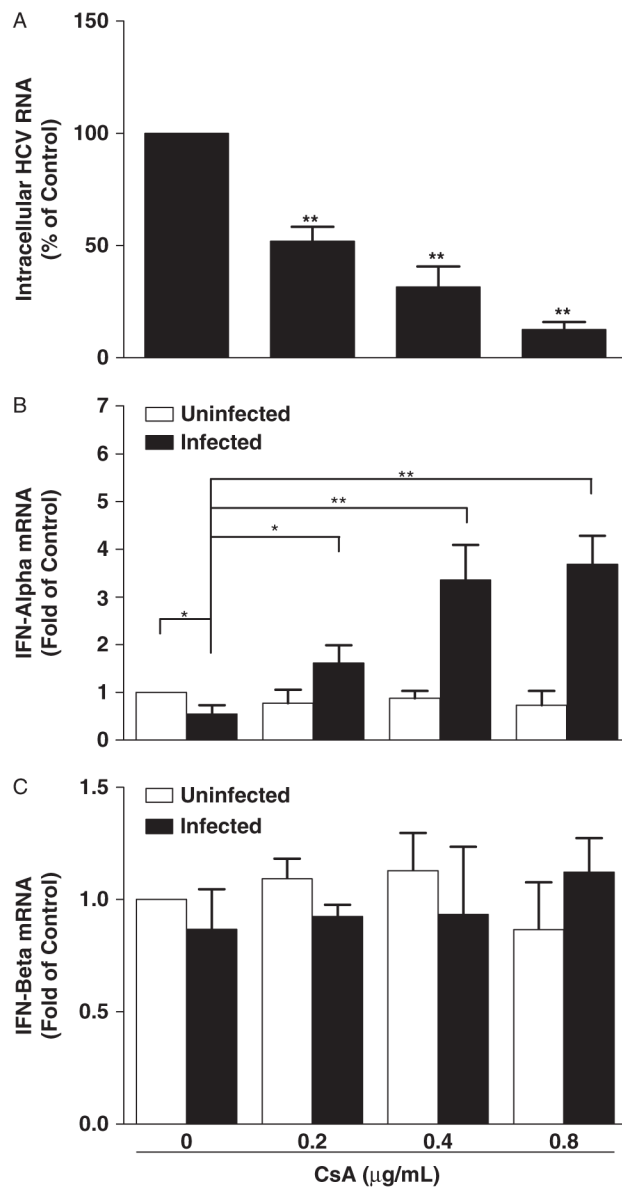 A
Intracellular HCV RNA
(% of Control)
150
100
50
0
**
**
**
B
IFN-Alpha mRNA
(Fold of Control)
7
6
5
4
3
2
1
0
Uninfected
Infected
**
**
*
*
C
IFN-Beta mRNA
(Fold of Control)
1.5
1.0
0.5
0.0
Uninfected
Infected
0 0.2 0.4 0.8
CsA (μg/mL)